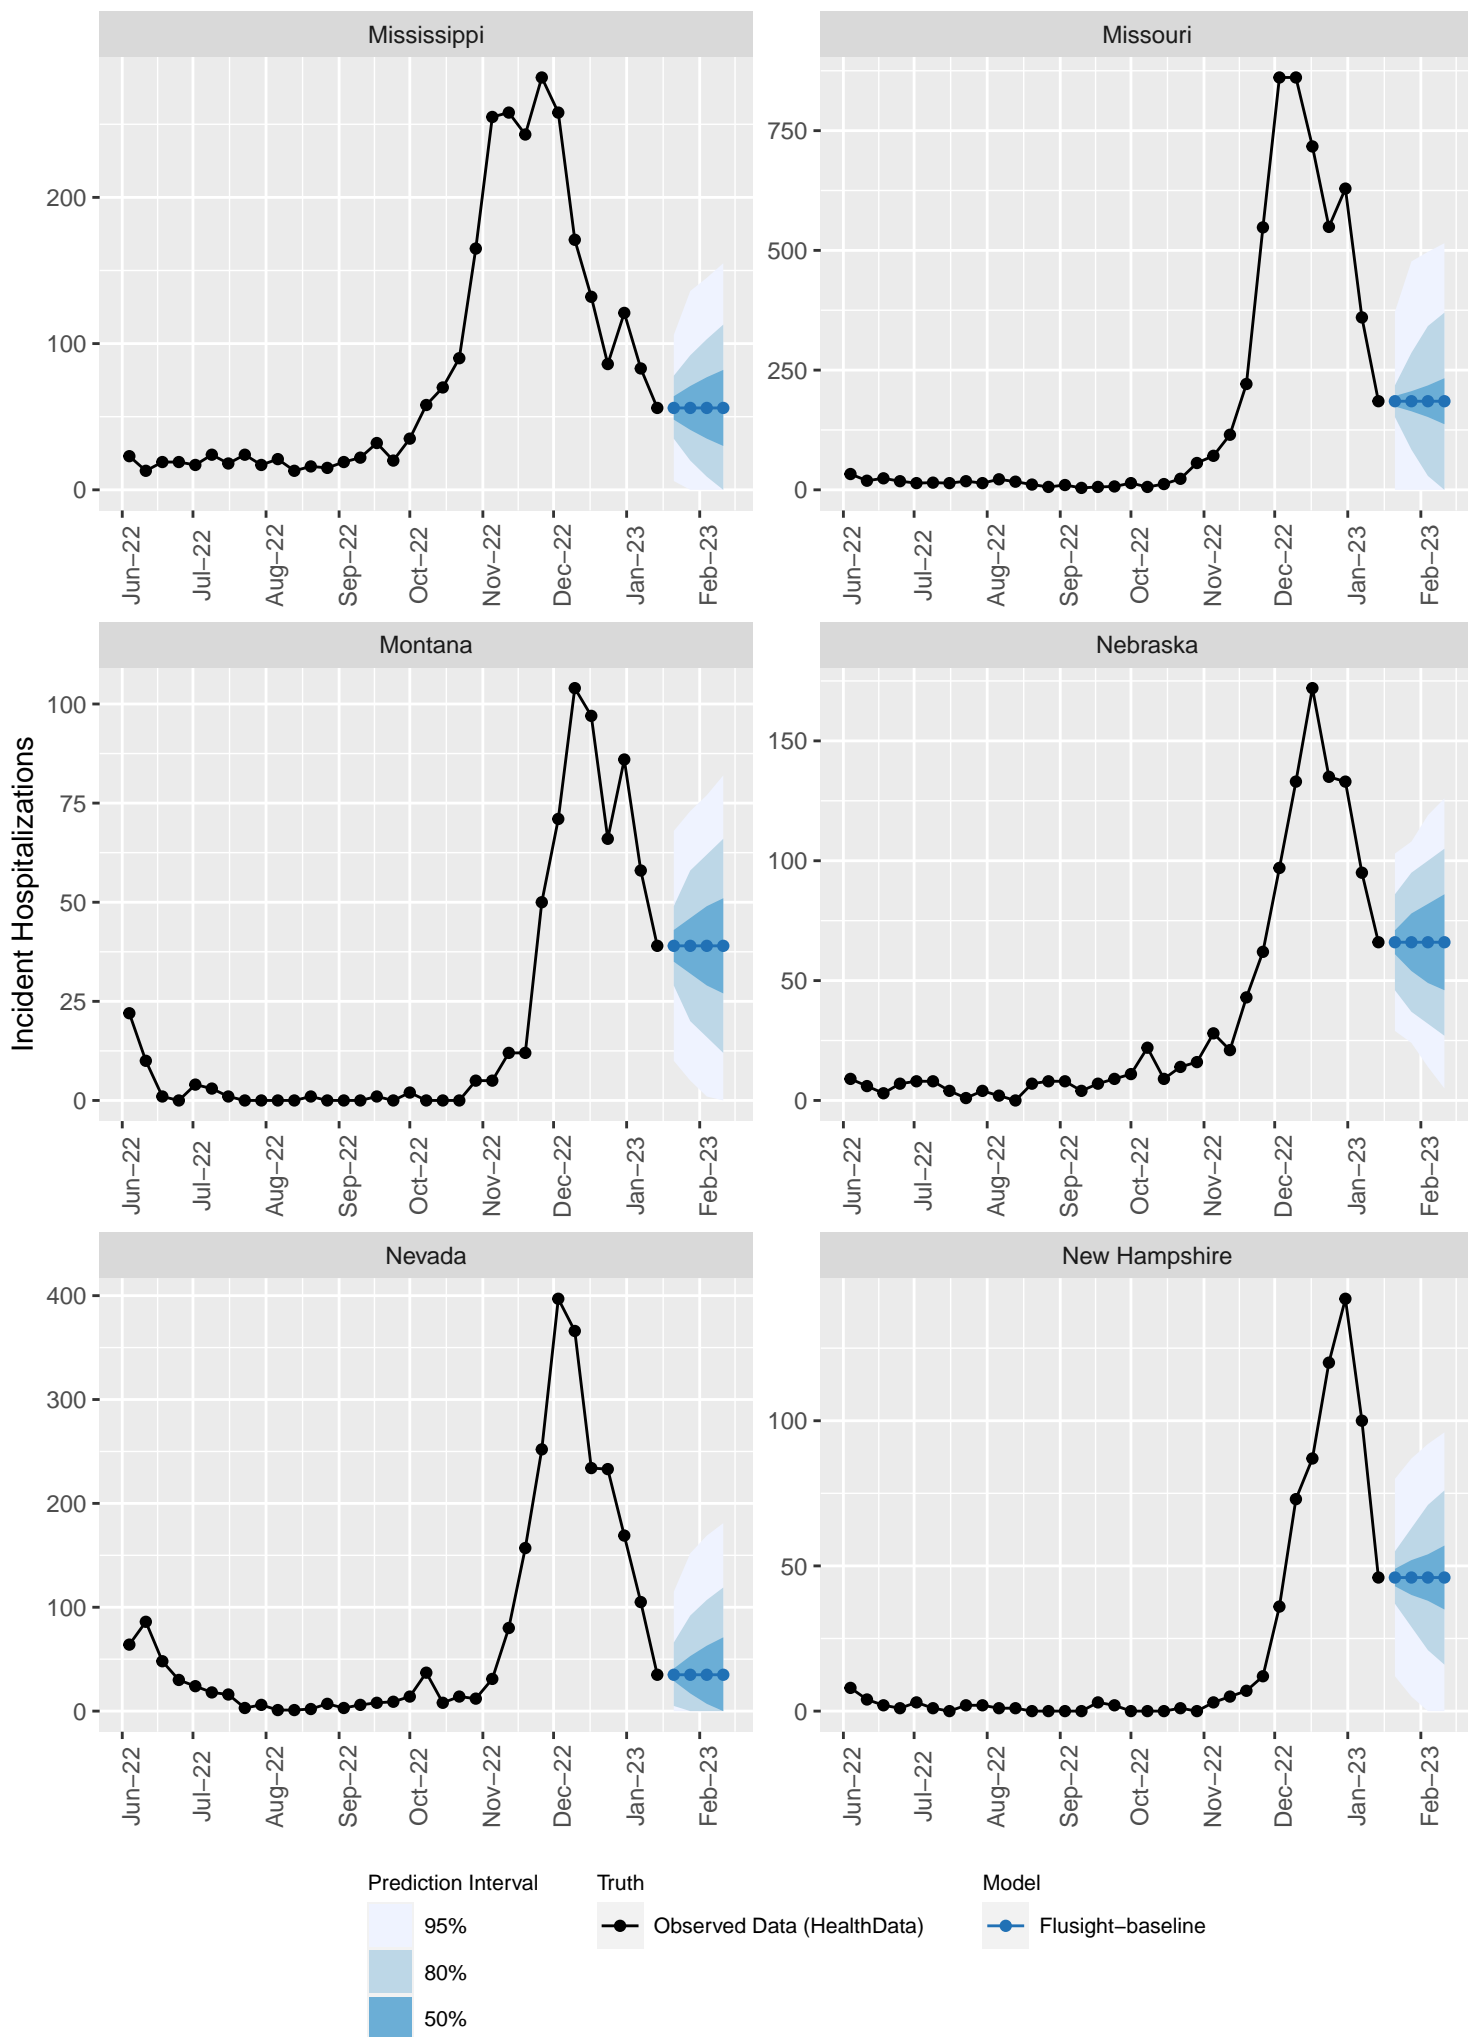 Mississippi
Missouri
0
100
200
0
250
500
750
Jun−22
Jul−22
Aug−22
Sep−22
Oct−22
Nov−22
Dec−22
Jan−23
Feb−23
Jun−22
Jul−22
Aug−22
Sep−22
Oct−22
Nov−22
Dec−22
Jan−23
Feb−23
Incident Hospitalizations
Montana
Nebraska
0
25
50
75
100
0
50
100
150
Jun−22
Jul−22
Aug−22
Sep−22
Oct−22
Nov−22
Dec−22
Jan−23
Feb−23
Jun−22
Jul−22
Aug−22
Sep−22
Oct−22
Nov−22
Dec−22
Jan−23
Feb−23
Nevada
New Hampshire
0
100
200
300
400
0
50
100
Jun−22
Jul−22
Aug−22
Sep−22
Oct−22
Nov−22
Dec−22
Jan−23
Feb−23
Jun−22
Jul−22
Aug−22
Sep−22
Oct−22
Nov−22
Dec−22
Jan−23
Feb−23
Prediction Interval
95%
80%
50%
Truth
Observed Data (HealthData)
Model
Flusight−baseline